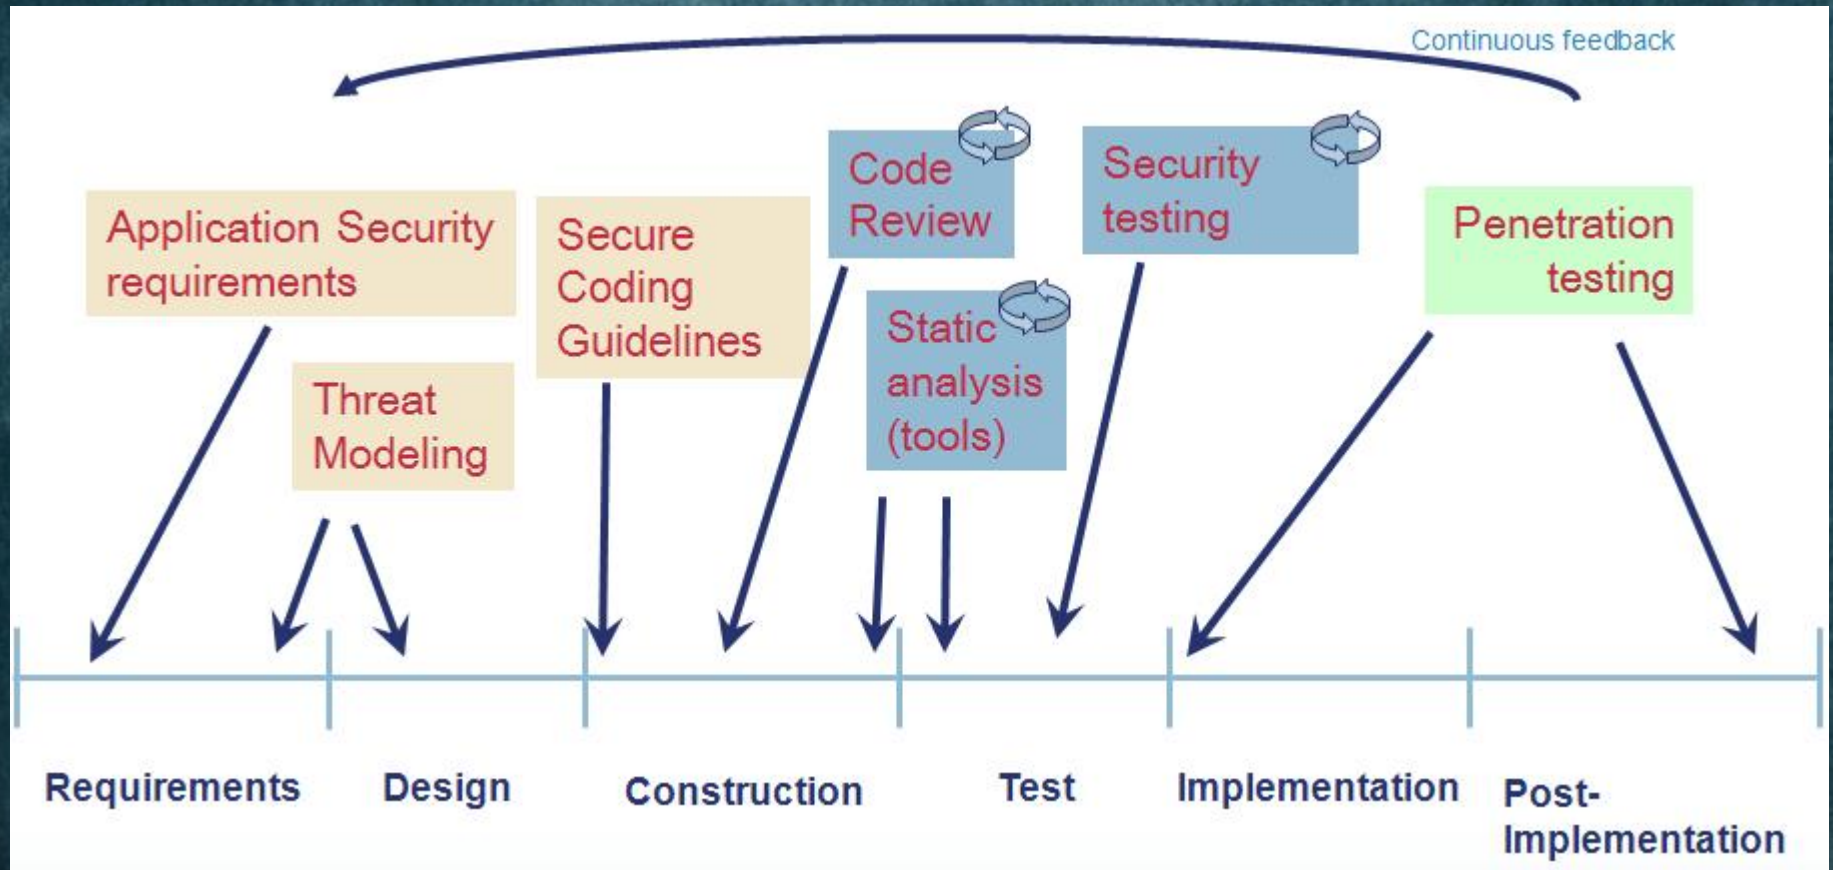 Continuous feedback
Application Security
requirements
Threat
Modeling
Secure
Coding
Guidelines
Code
Review
Static
analysis
(tools)
Security
testing
Penetration
testing
Requirements
Design
Construction
Test
Implementation
Post-
Implementation